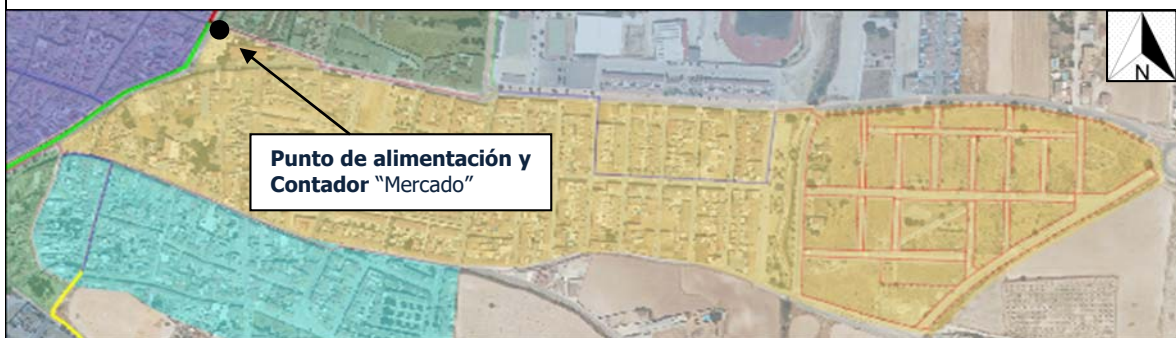 N
Punto de alimentación y
Contador “Mercado”